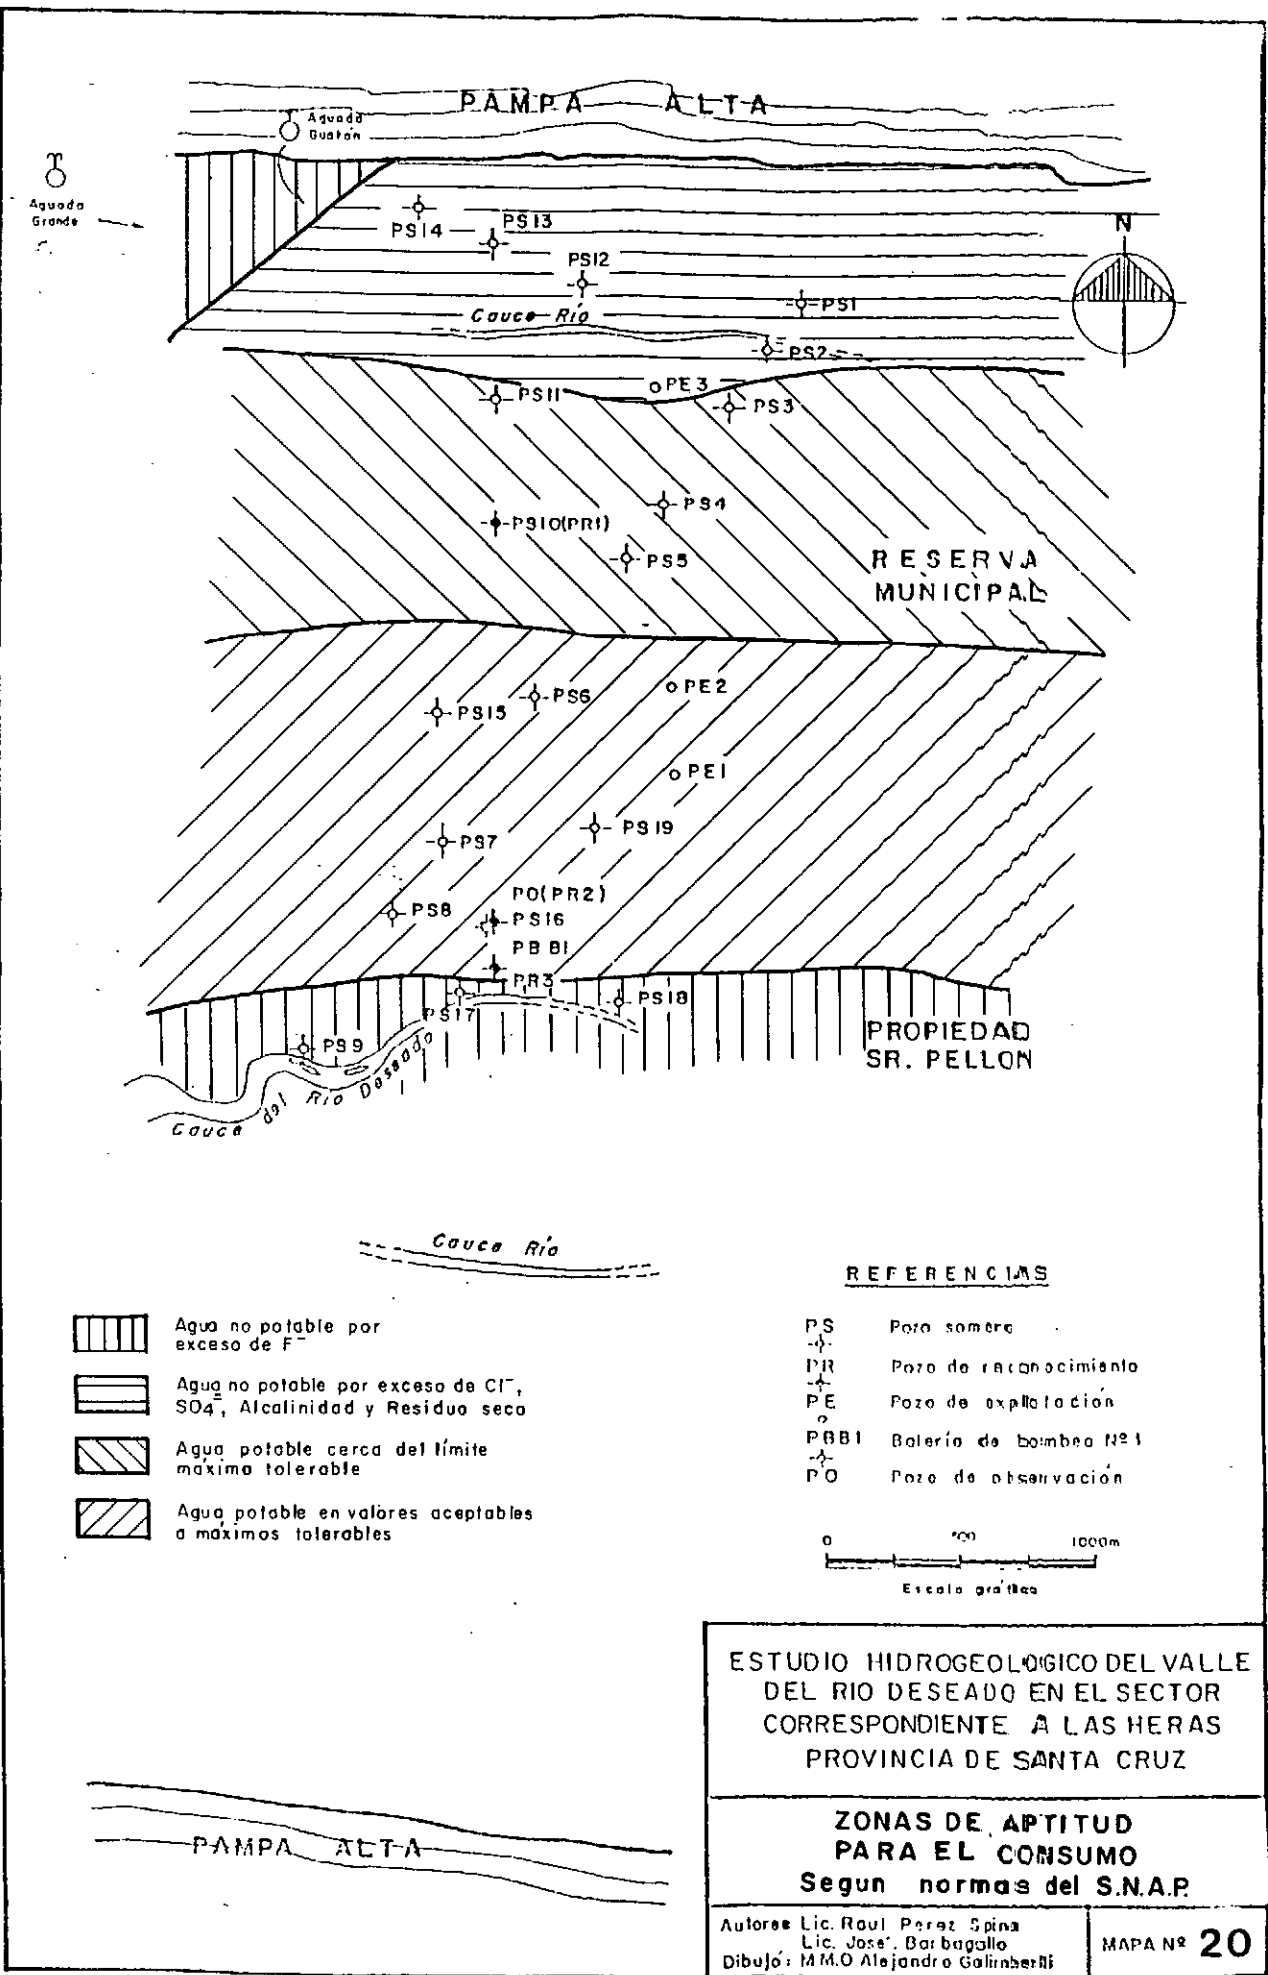 PAMPA ALTA
Aguada
Guatón
Aguada
Grande
PS14
PS13
PS12
N
PS1
Cauce Río
PS2
PE3
PS11
PS3
PS4
PS10(PR1)
PS5
RESERVA
MUNICIPAL
PE2
PS6
PS15
PE1
PS19
PS7
PO(PR2)
PS8
PS16
PBB1
PR3
PS18
PS17
PROPIEDAD
SR. PELLON
PS9
Cauce del Río Deseado
Cauce Río
REFERENCIAS
Agua no potable por
exceso de F⁻
Agua no potable por exceso de Cl⁻,
SO4⁼, Alcalinidad y Residuo seco
Agua potable cerca del límite
máximo tolerable
Agua potable en valores aceptables
a máximos tolerables
PS Pozo somero
PR Pozo de reconocimiento
PE Pozo de explotación
PBB1 Batería de bombeo Nº1
PO Pozo de observación
0 500 1000m
Escala gráfica
ESTUDIO HIDROGEOLOGICO DEL VALLE
DEL RIO DESEADO EN EL SECTOR
CORRESPONDIENTE A LAS HERAS
PROVINCIA DE SANTA CRUZ
ZONAS DE APTITUD
PARA EL CONSUMO
Segun normas del S.N.A.P.
Autores Lic. Raul Perez Spina
Lic. José Barbagallo
Dibujó: M.M.O Alejandro Galimberti
MAPA Nº 20
PAMPA ALTA